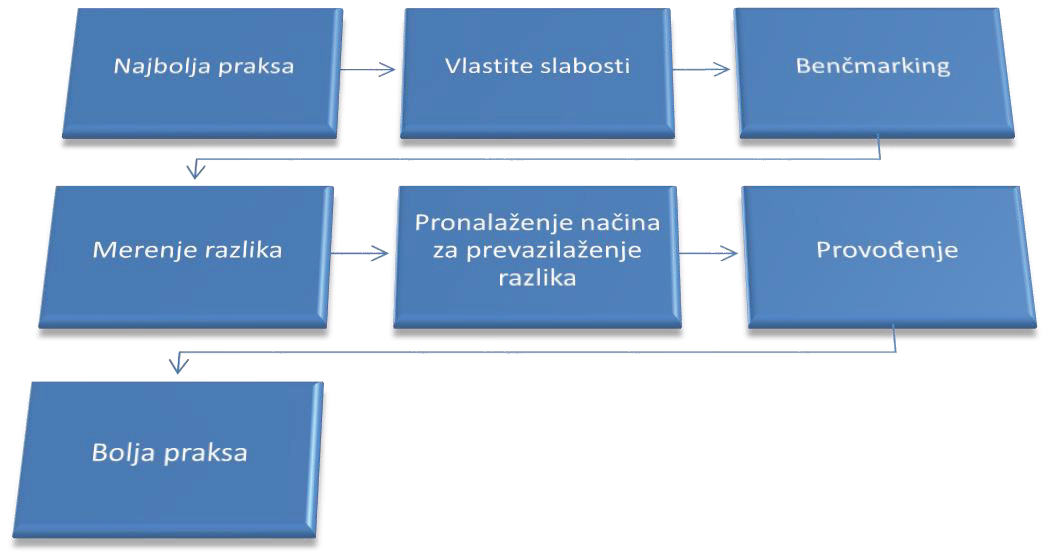 Najbolja praksa
Vlastite slabosti
Benčmarking
Merenje razlika
Pronalaženje načina
za prevazilaženje
razlika
Provođenje
Bolja praksa